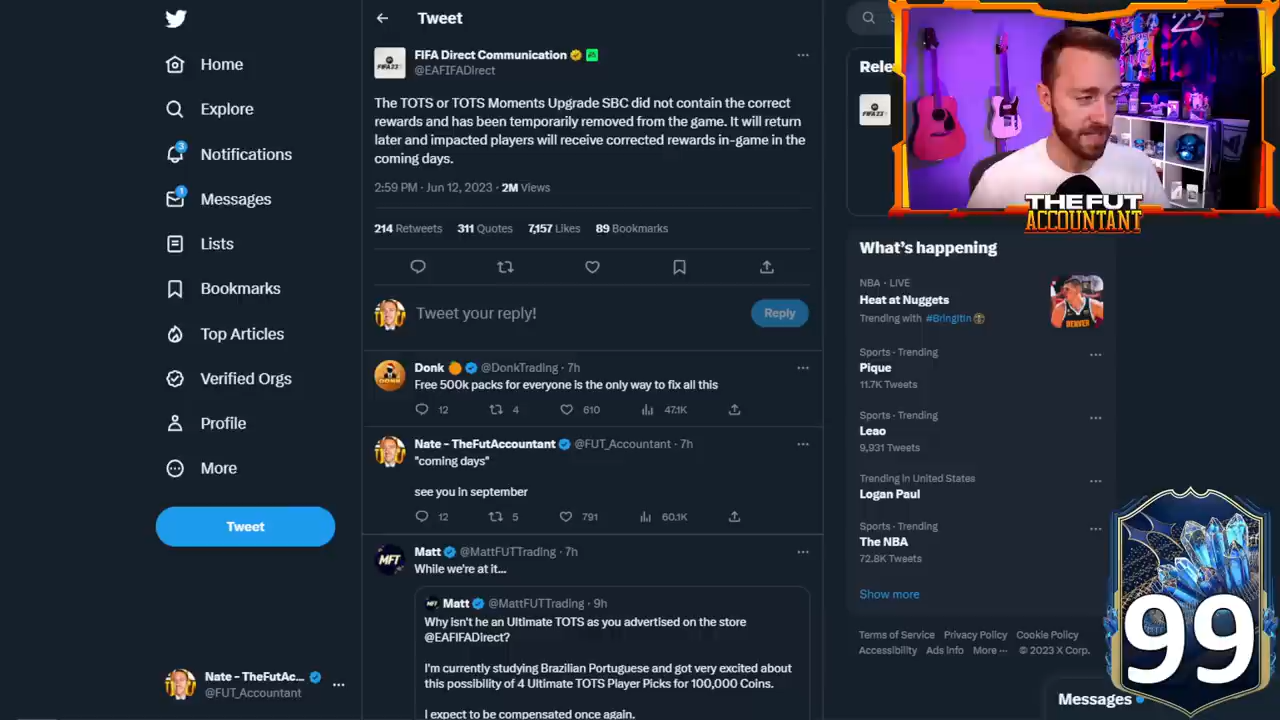 Home
Explore
3
Notifications
1
Messages
Lists
Bookmarks
Top Articles
Verified Orgs
Profile
More
Tweet
Nate - TheFutAc...
@FUT_Accountant
Tweet
FIFA Direct Communication
@EAFIFADirect
The TOTS or TOTS Moments Upgrade SBC did not contain the correct
rewards and has been temporarily removed from the game. It will return
later and impacted players will receive corrected rewards in-game in the
coming days.
2:59 PM · Jun 12, 2023 · 2M Views
214 Retweets 311 Quotes 7,157 Likes 89 Bookmarks
Tweet your reply!
Reply
Donk @DonkTrading · 7h
Free 500k packs for everyone is the only way to fix all this
12 4 610 47.1K
Nate - TheFutAccountant @FUT_Accountant · 7h
"coming days"
see you in september
12 5 791 60.1K
MFT
Matt @MattFUTTrading · 7h
While we're at it...
Matt @MattFUTTrading · 9h
Why isn't he an Ultimate TOTS as you advertised on the store
@EAFIFADirect?
I'm currently studying Brazilian Portuguese and got very excited about
this possibility of 4 Ultimate TOTS Player Picks for 100,000 Coins.
I expect to be compensated once again.
Rele
THE FUT
ACCOUNTANT
What's happening
NBA · LIVE
Heat at Nuggets
Trending with #BringItIn
Sports · Trending
Pique
11.7K Tweets
Sports · Trending
Leao
9,931 Tweets
Trending in United States
Logan Paul
Sports · Trending
The NBA
72.8K Tweets
Show more
Terms of Service Privacy Policy Cookie Policy
Accessibility Ads info More ··· © 2023 X Corp.
Messages
99